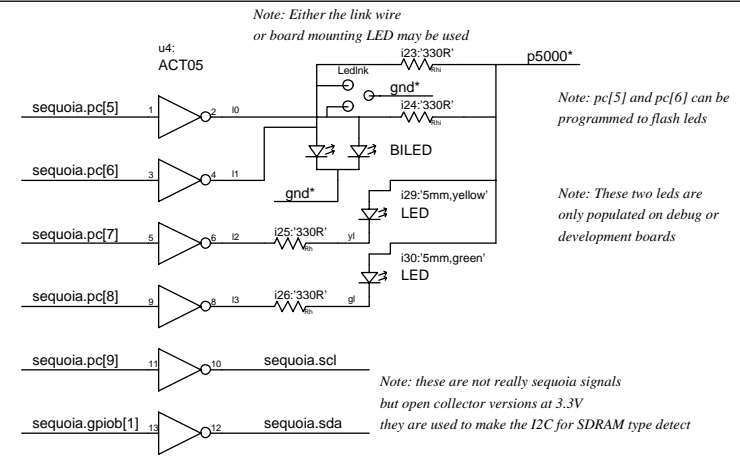 Note: Either the link wire
or board mounting LED may be used
u4:
ACT05
i23:'330R'
Rhi
p5000*
Ledlnk
gnd*
i24:'330R'
Rhi
Note: pc[5] and pc[6] can be
programmed to flash leds
sequoia.pc[5]
1
2
l0
BILED
sequoia.pc[6]
3
4
l1
gnd*
i29:'5mm,yellow'
LED
Note: These two leds are
only populated on debug or
development boards
sequoia.pc[7]
5
6
l2
i25:'330R'
Rh
yl
i30:'5mm,green'
LED
sequoia.pc[8]
9
8
l3
i26:'330R'
Rh
gl
sequoia.pc[9]
11
10
sequoia.scl
Note: these are not really sequoia signals
but open collector versions at 3.3V
they are used to make the I2C for SDRAM type detect
sequoia.gpiob[1]
13
12
sequoia.sda